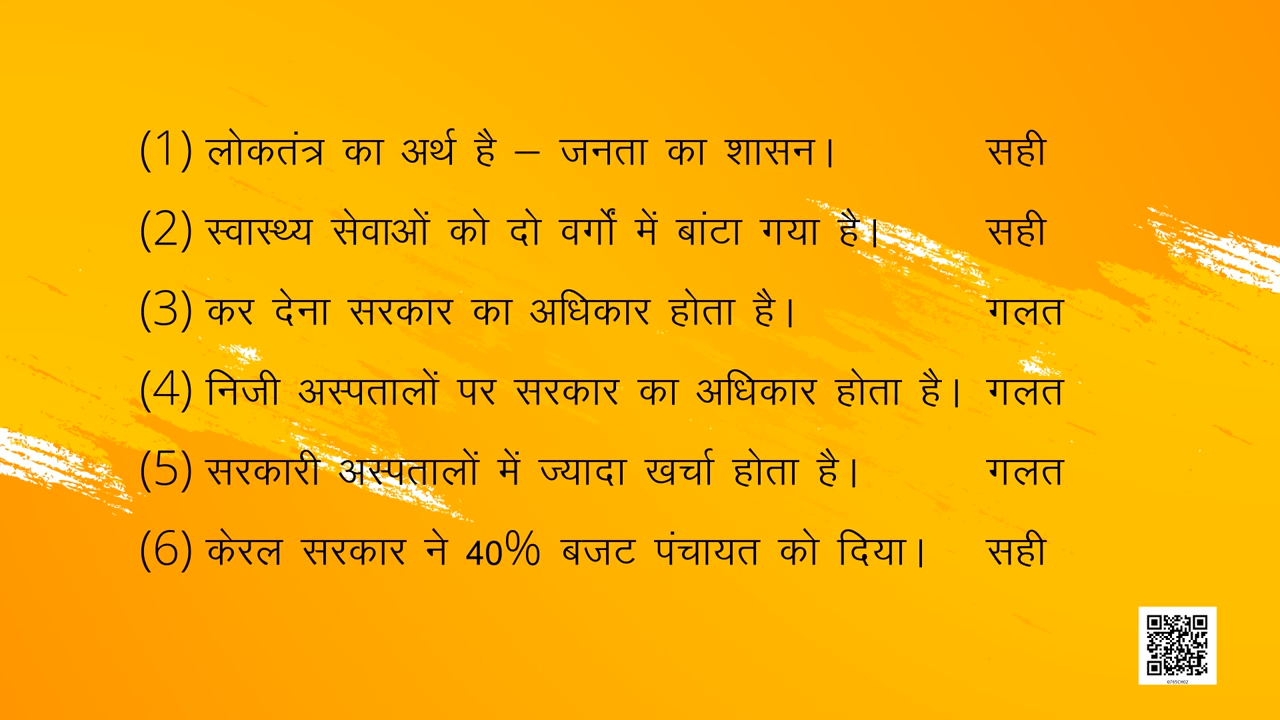 (1) लोकतंत्र का अर्थ है – जनता का शासन। सही
(2) स्वास्थ्य सेवाओं को दो वर्गों में बांटा गया है। सही
(3) कर देना सरकार का अधिकार होता है। गलत
(4) निजी अस्पतालों पर सरकार का अधिकार होता है। गलत
(5) सरकारी अस्पतालों में ज्यादा खर्चा होता है। गलत
(6) केरल सरकार ने 40% बजट पंचायत को दिया। सही
0765CH02